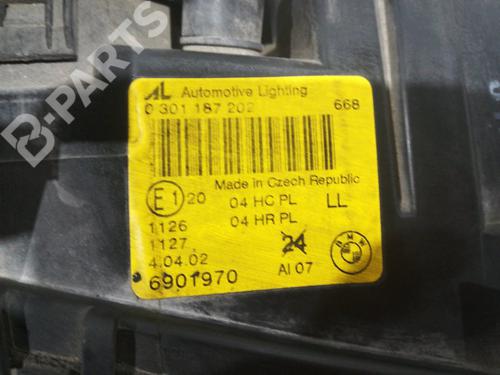 AL Automotive Lighting
0 301 187 202
668
Made in Czech Republic
E1 20
04 HC PL
LL
04 HR PL
1126
1127
24
4.04.02
AI 07
BMW
6901970
B-PARTS